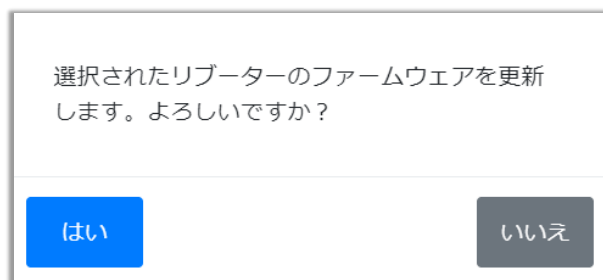 選択されたリブーターのファームウェアを更新
します。よろしいですか？
はい
いいえ